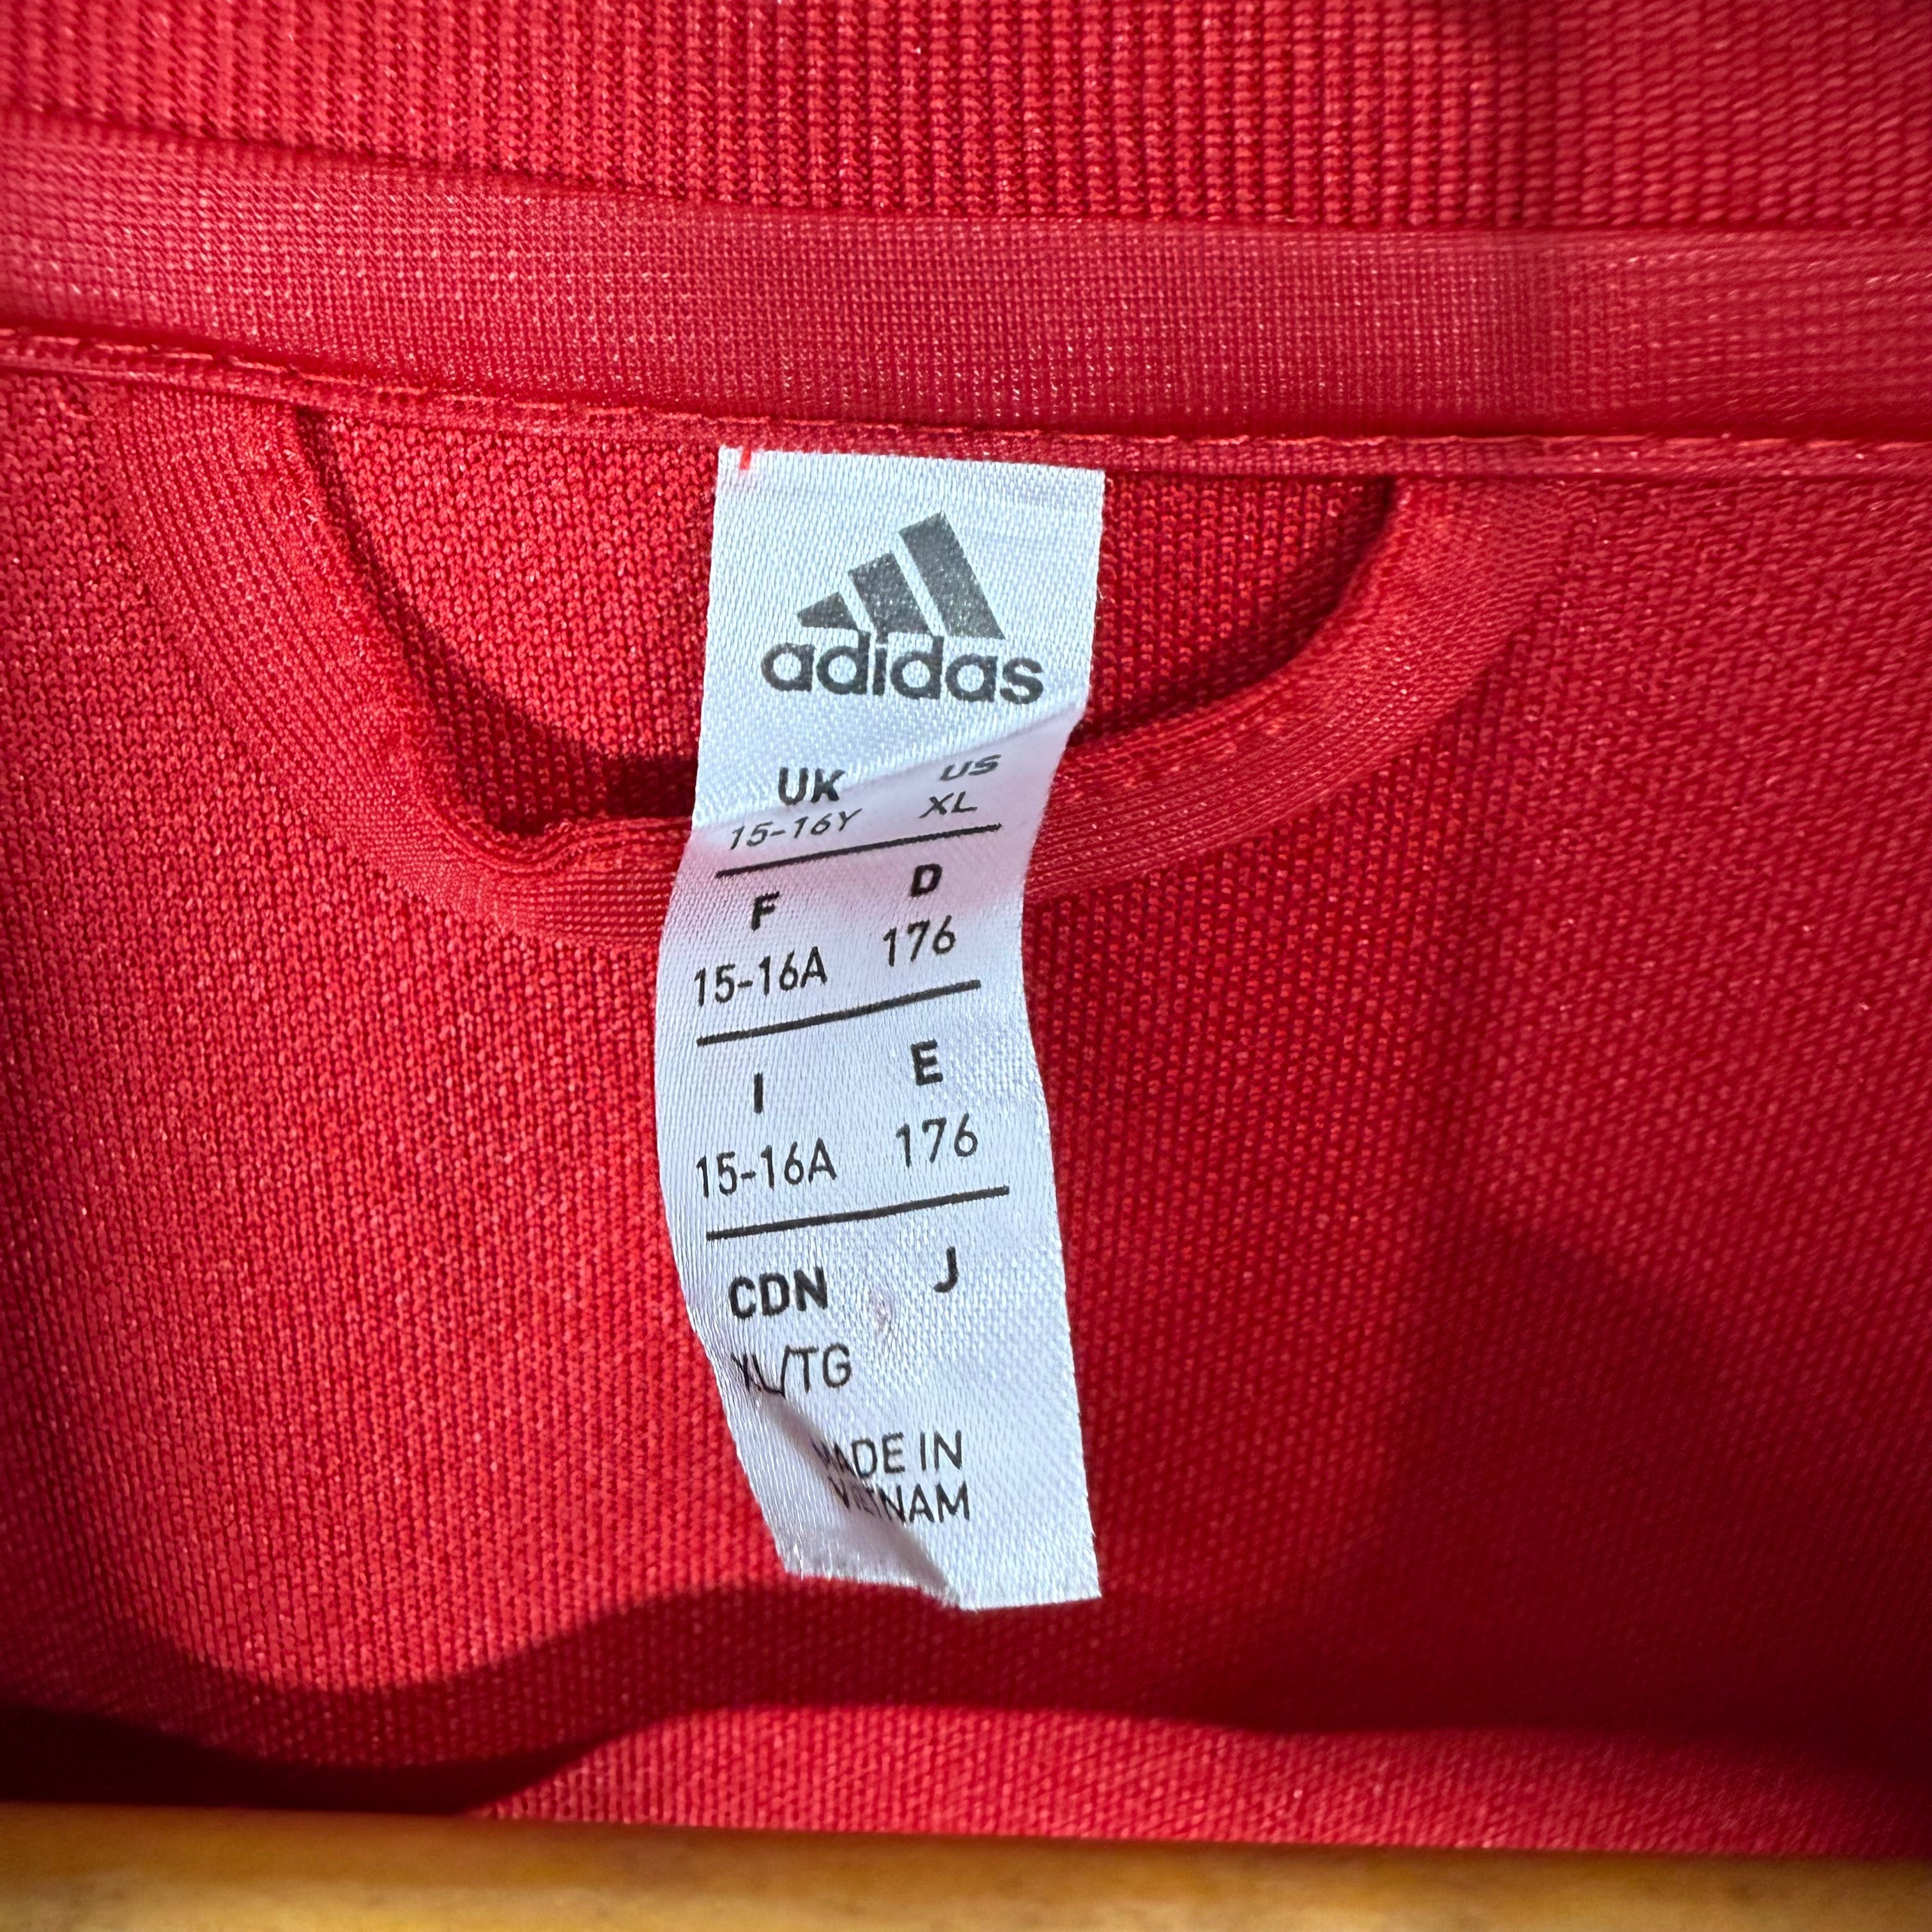 adidas
UK US
15-16Y XL
F D
15-16A 176
I E
15-16A 176
CDN J
XL/TG
MADE IN
VIETNAM